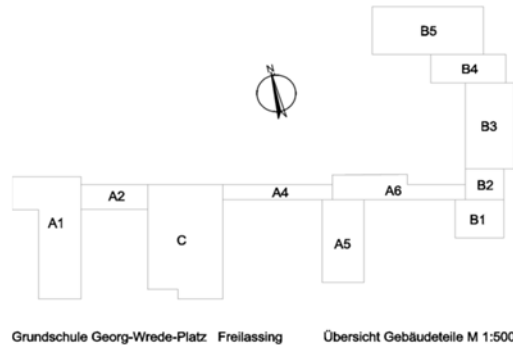 B5
B4
N
B3
A2
A4
A6
B2
A1
C
A5
B1
Grundschule Georg-Wrede-Platz Freilassing Übersicht Gebäudeteile M 1:500